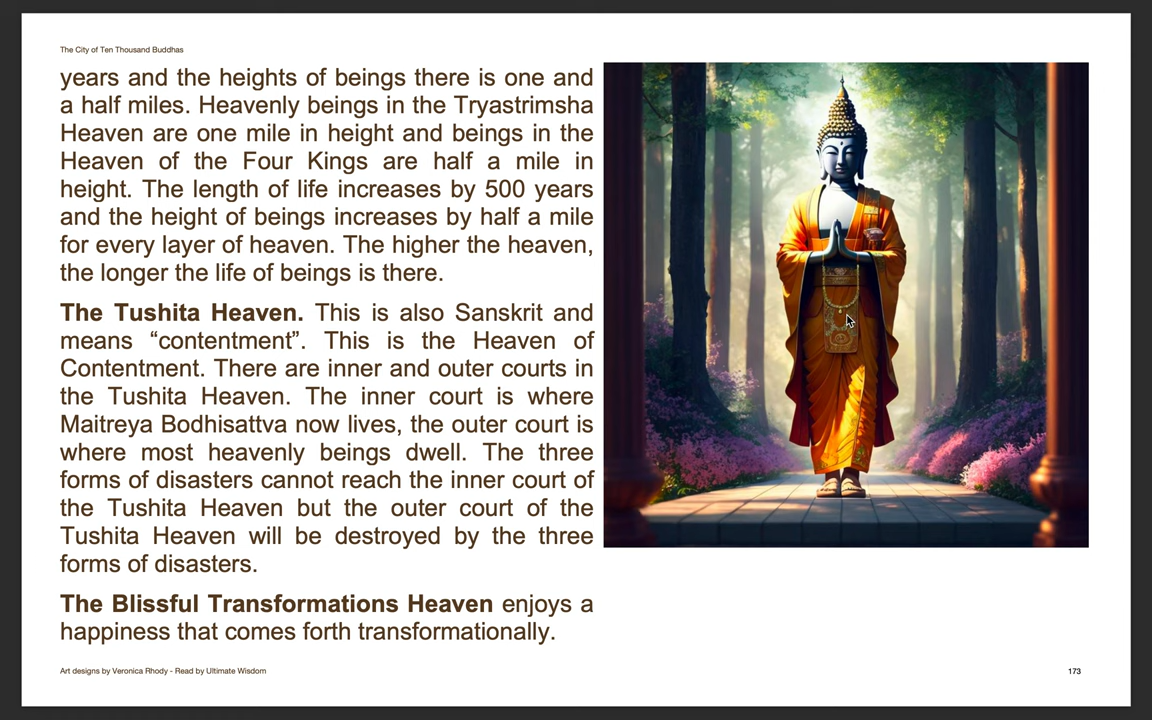 The City of Ten Thousand Buddhas
years and the heights of beings there is one and
a half miles. Heavenly beings in the Tryastrimsha
Heaven are one mile in height and beings in the
Heaven of the Four Kings are half a mile in
height. The length of life increases by 500 years
and the height of beings increases by half a mile
for every layer of heaven. The higher the heaven,
the longer the life of beings is there.
The Tushita Heaven. This is also Sanskrit and
means “contentment”. This is the Heaven of
Contentment. There are inner and outer courts in
the Tushita Heaven. The inner court is where
Maitreya Bodhisattva now lives, the outer court is
where most heavenly beings dwell. The three
forms of disasters cannot reach the inner court of
the Tushita Heaven but the outer court of the
Tushita Heaven will be destroyed by the three
forms of disasters.
The Blissful Transformations Heaven enjoys a
happiness that comes forth transformationally.
Art designs by Veronica Rhody - Read by Ultimate Wisdom
173